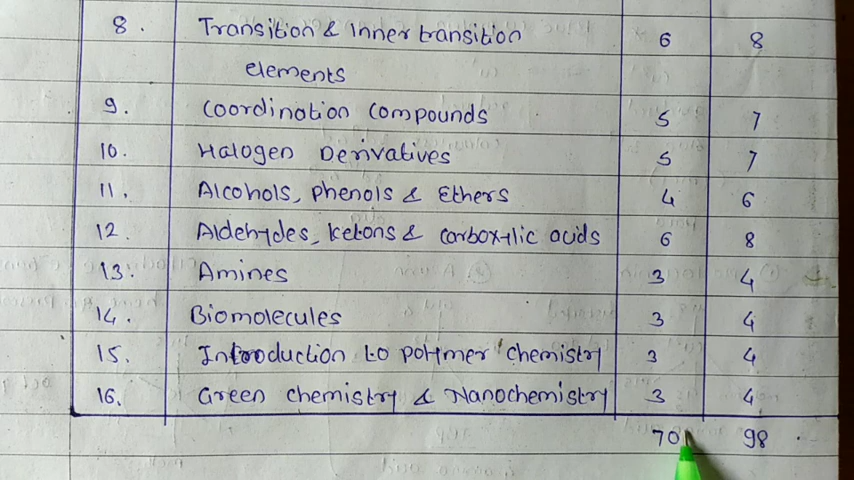 8. Transition & Inner transition 6 8
elements
9. Coordination compounds 5 7
10. Halogen Derivatives 5 7
11. Alcohols, phenols & Ethers 4 6
12. Aldehydes, ketons & carboxylic acids 6 8
13. Amines 3 4
14. Biomolecules 3 4
15. Introduction to polymer chemistry 3 4
16. Green chemistry & Nanochemistry 3 4
70 98